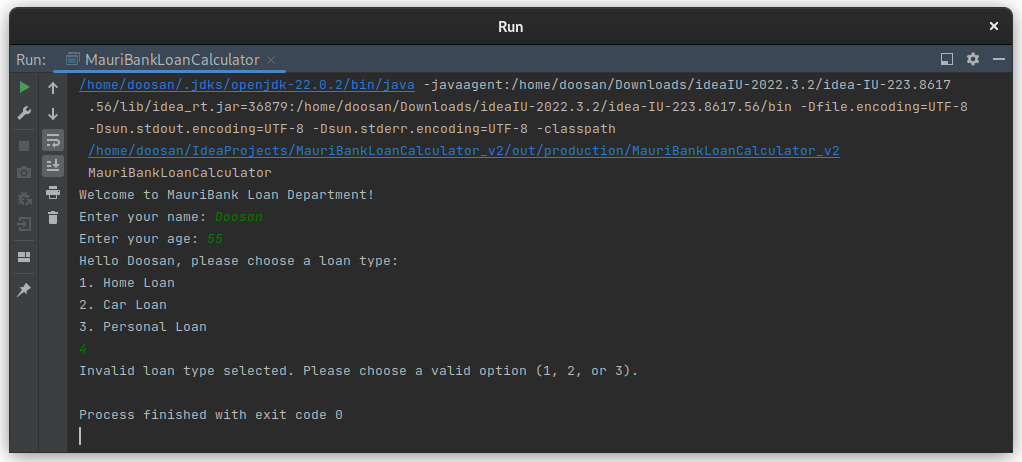 Run
Run: MauriBankLoanCalculator
/home/doosan/.jdks/openjdk-22.0.2/bin/java -javaagent:/home/doosan/Downloads/ideaIU-2022.3.2/idea-IU-223.8617
.56/lib/idea_rt.jar=36879:/home/doosan/Downloads/ideaIU-2022.3.2/idea-IU-223.8617.56/bin -Dfile.encoding=UTF-8
-Dsun.stdout.encoding=UTF-8 -Dsun.stderr.encoding=UTF-8 -classpath
/home/doosan/IdeaProjects/MauriBankLoanCalculator_v2/out/production/MauriBankLoanCalculator_v2
MauriBankLoanCalculator
Welcome to MauriBank Loan Department!
Enter your name: Doosan
Enter your age: 55
Hello Doosan, please choose a loan type:
1. Home Loan
2. Car Loan
3. Personal Loan
4
Invalid loan type selected. Please choose a valid option (1, 2, or 3).
Process finished with exit code 0